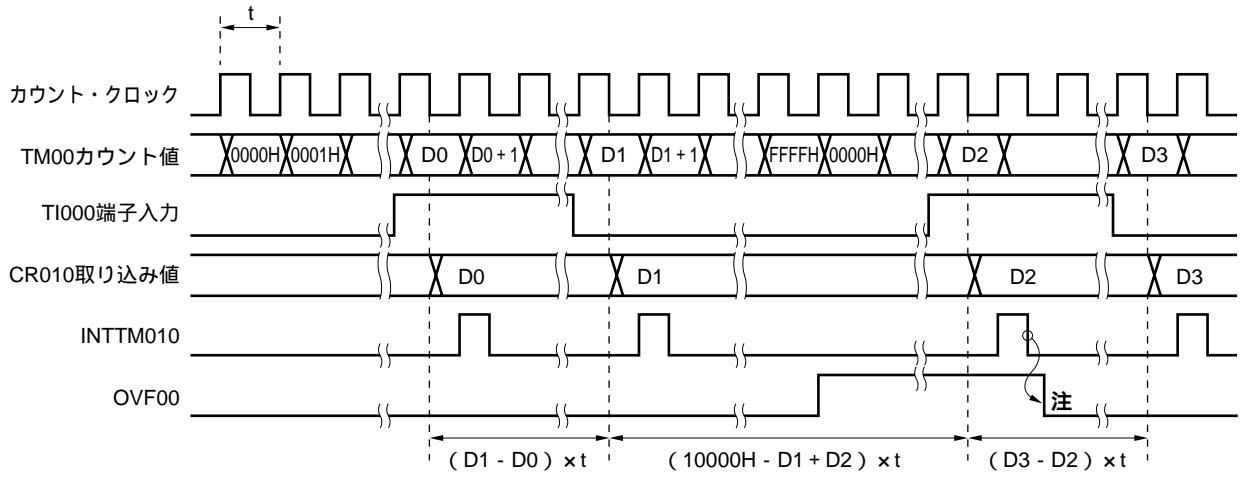 t
カウント・クロック
TM00カウント値
0000H 0001H D0 D0 + 1 D1 D1 + 1 FFFFH 0000H D2 D3
TI000端子入力
CR010取り込み値
D0 D1 D2 D3
INTTM010
OVF00
注
(D1 - D0) × t (10000H - D1 + D2) × t (D3 - D2) × t